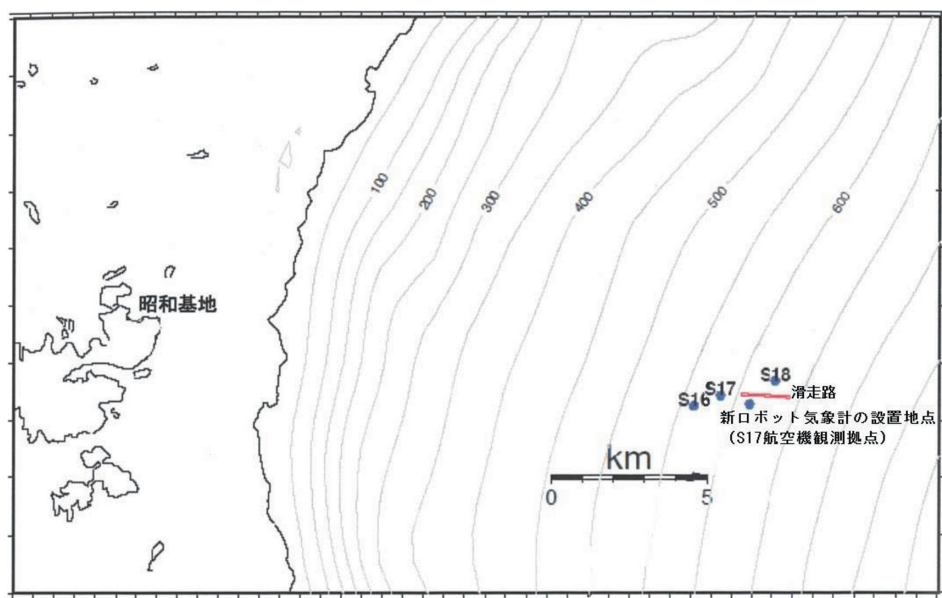 100
200
300
400
500
600
昭和基地
S18
S17
S16
滑走路
新ロボット気象計の設置地点
（S17航空機観測拠点）
km
0 5